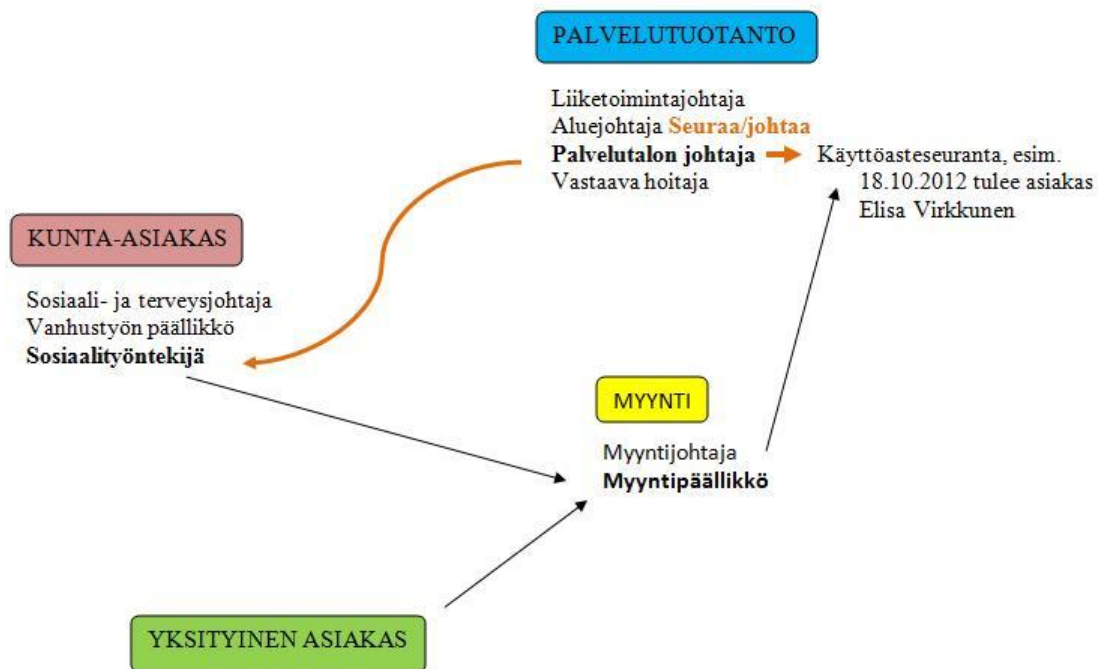 PALVELUTUOTANTO
Liiketoimintajohtaja
Aluejohtaja Seuraa/johtaa
Palvelutalon johtaja
Vastaava hoitaja
Käyttöasteseuranta, esim.
18.10.2012 tulee asiakas
Elisa Virkkunen
KUNTA-ASIAKAS
Sosiaali- ja terveysjohtaja
Vanhustyön päällikkö
Sosiaalityöntekijä
MYYNTI
Myyntijohtaja
Myyntipäällikkö
YKSITYINEN ASIAKAS